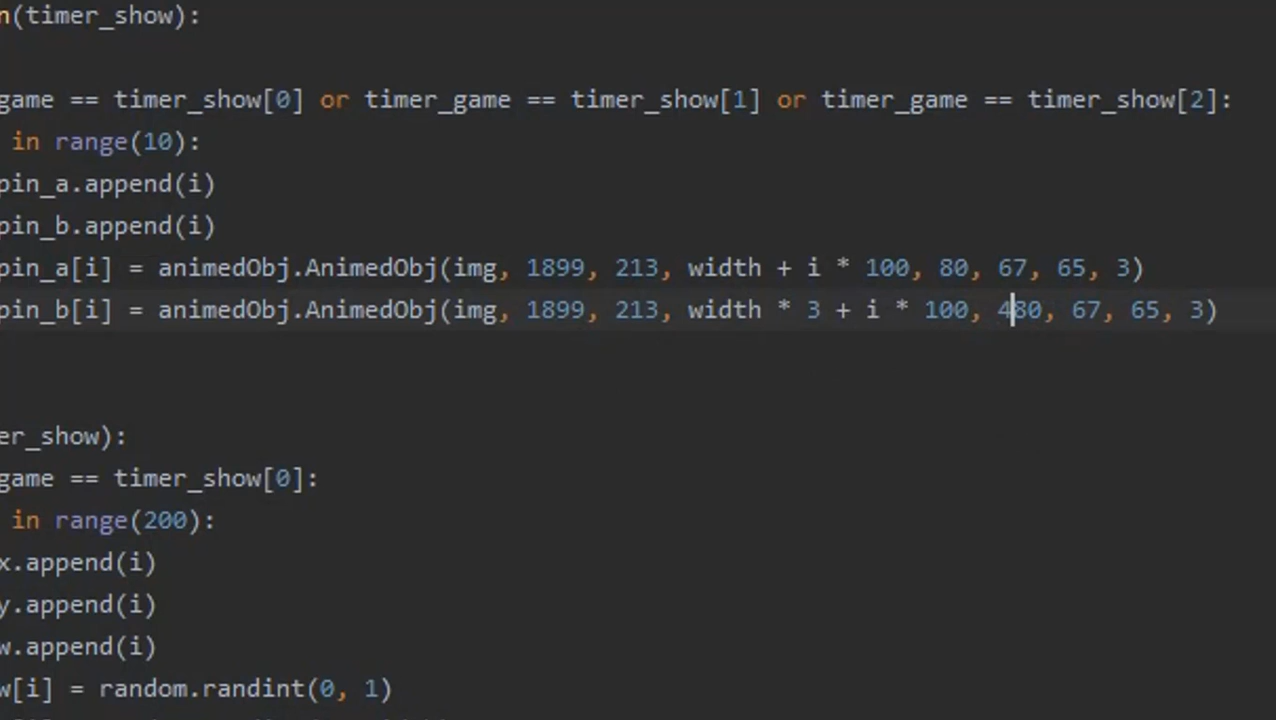 n(timer_show):
game == timer_show[0] or timer_game == timer_show[1] or timer_game == timer_show[2]:
in range(10):
pin_a.append(i)
pin_b.append(i)
pin_a[i] = animedObj.AnimedObj(img, 1899, 213, width + i * 100, 80, 67, 65, 3)
pin_b[i] = animedObj.AnimedObj(img, 1899, 213, width * 3 + i * 100, 480, 67, 65, 3)
er_show):
game == timer_show[0]:
in range(200):
x.append(i)
y.append(i)
w.append(i)
w[i] = random.randint(0, 1)